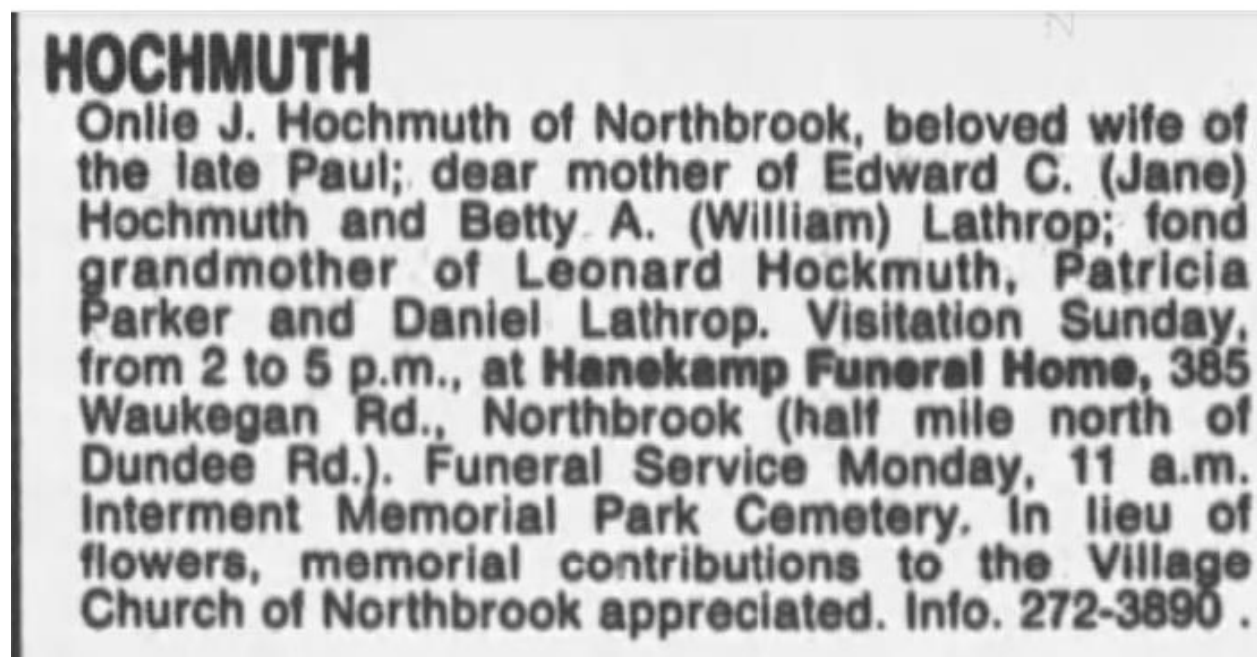 HOCHMUTH
Onlie J. Hochmuth of Northbrook, beloved wife of
the late Paul; dear mother of Edward C. (Jane)
Hochmuth and Betty A. (William) Lathrop; fond
grandmother of Leonard Hockmuth, Patricia
Parker and Daniel Lathrop. Visitation Sunday,
from 2 to 5 p.m., at Hanekamp Funeral Home, 385
Waukegan Rd., Northbrook (half mile north of
Dundee Rd.). Funeral Service Monday, 11 a.m.
Interment Memorial Park Cemetery. In lieu of
flowers, memorial contributions to the Village
Church of Northbrook appreciated. Info. 272-3890 .